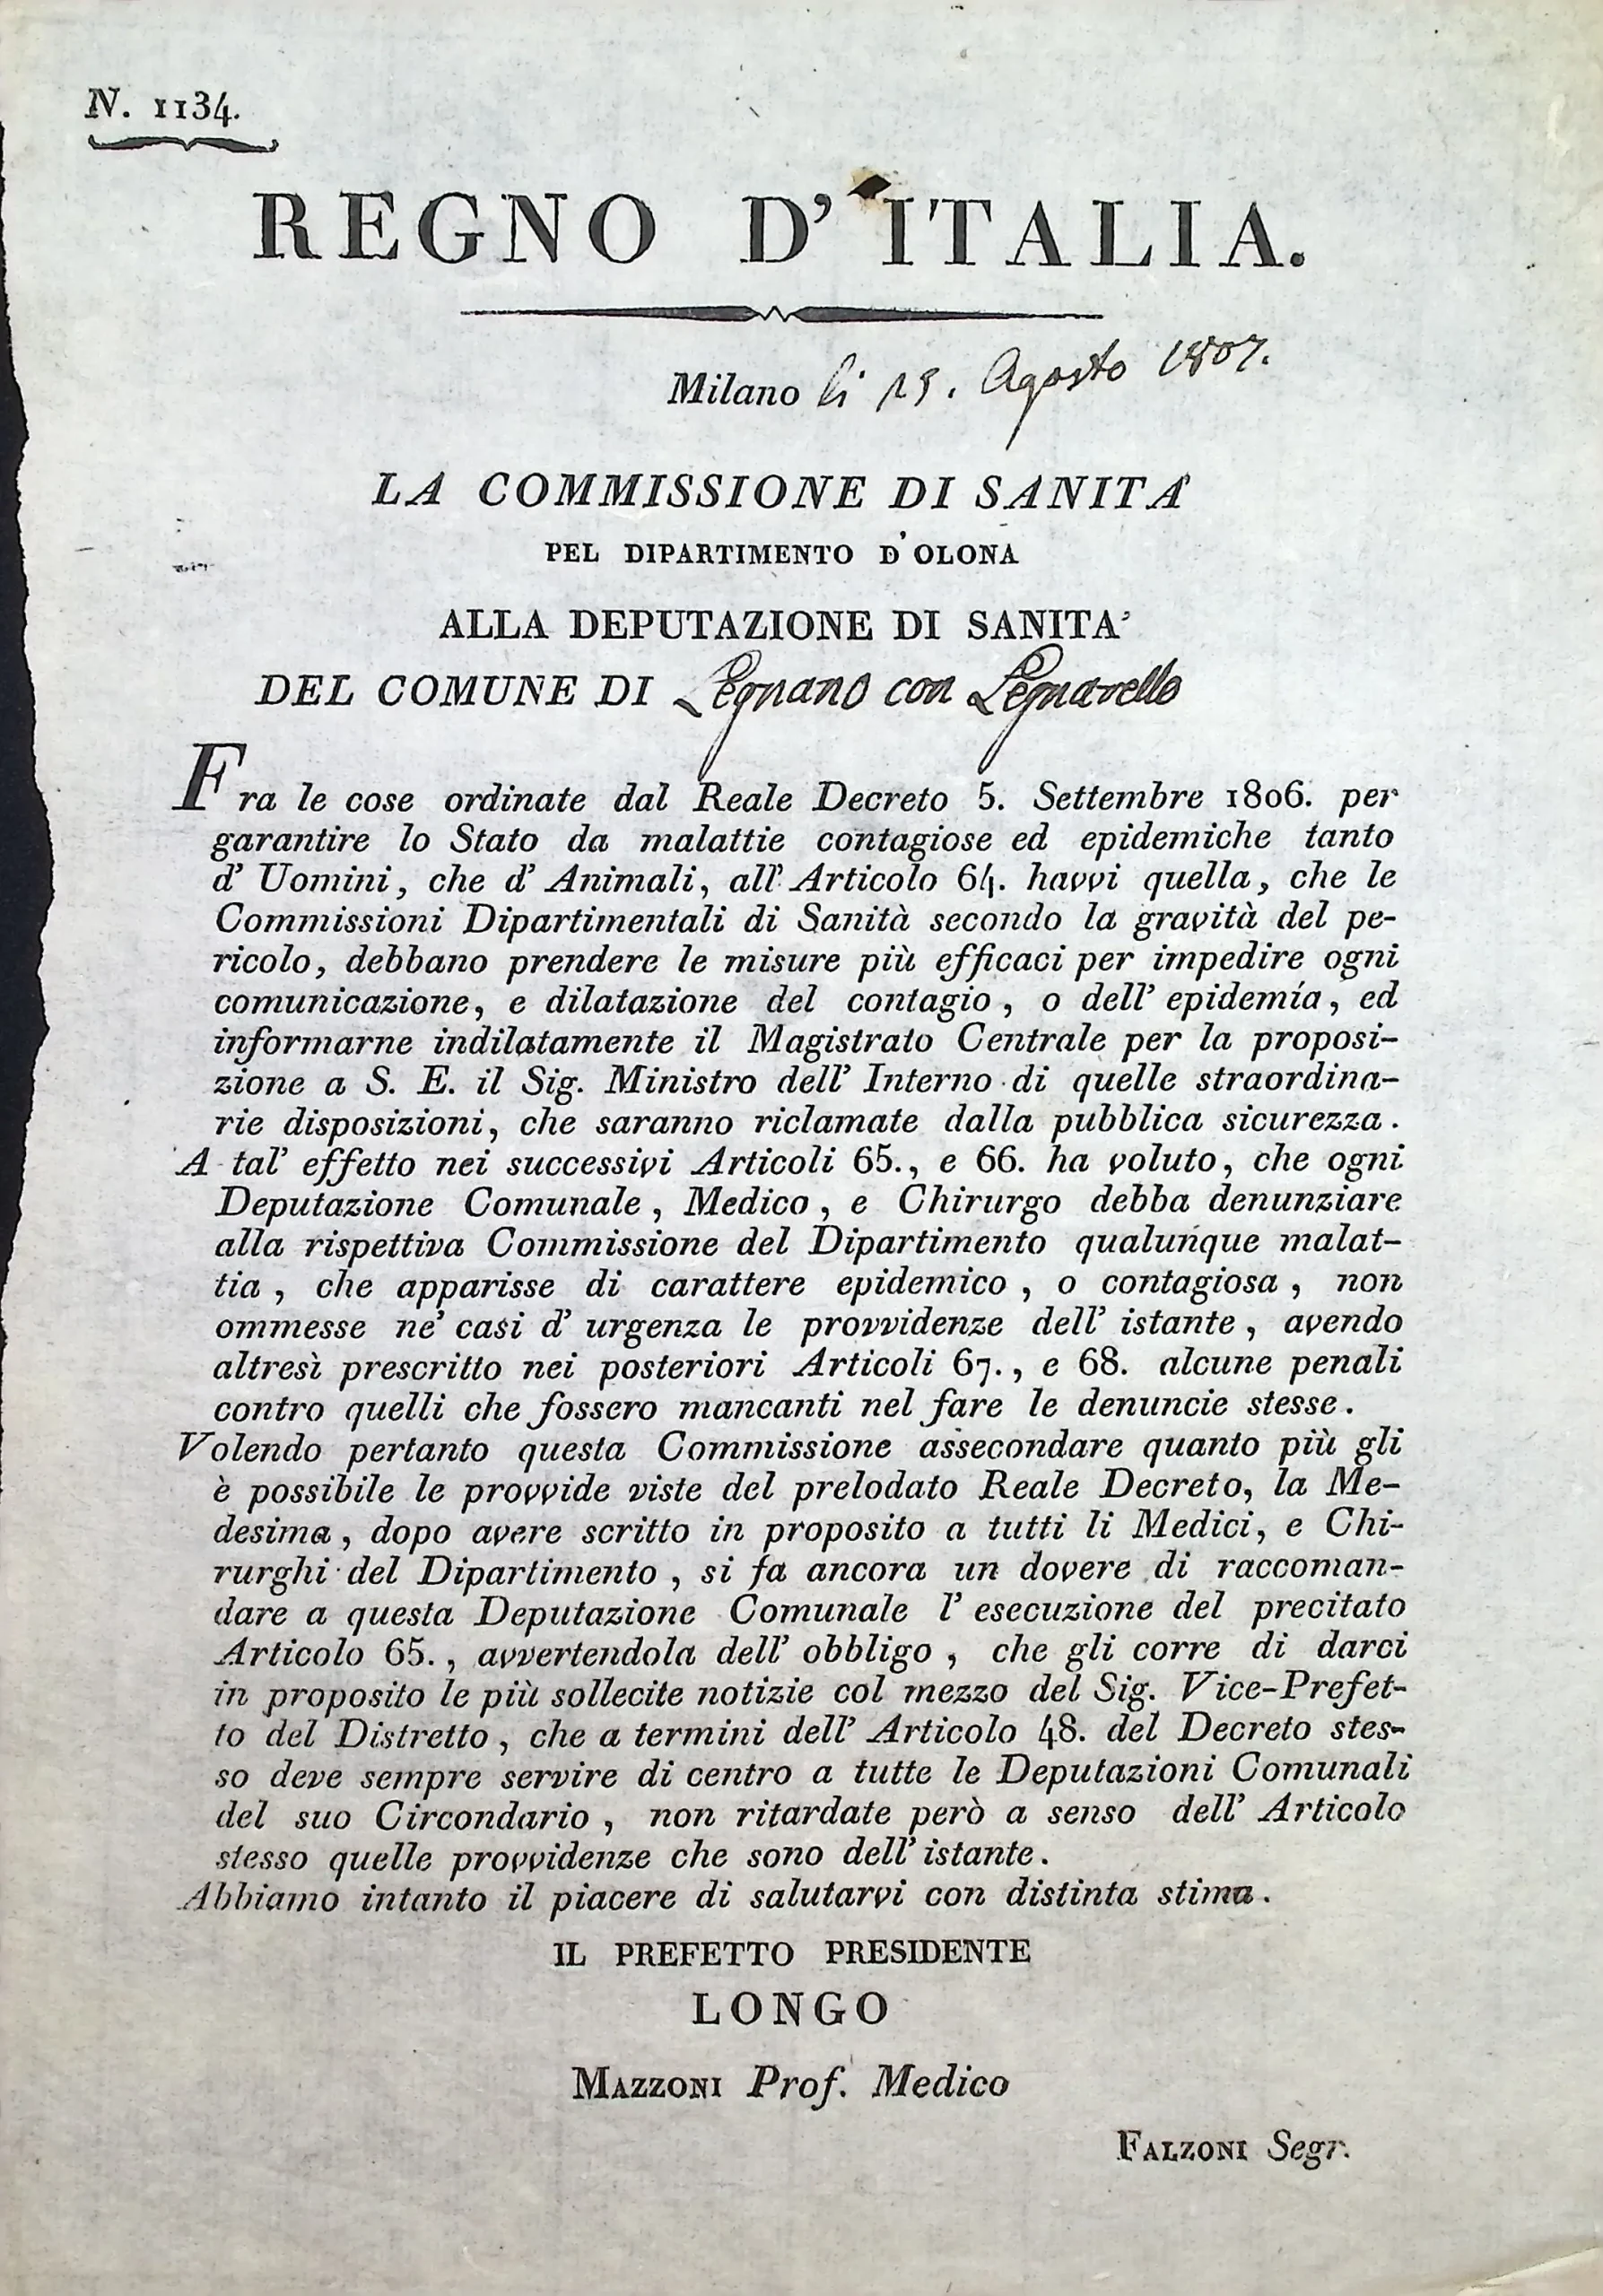 N. 1134.
REGNO D'ITALIA.
Milano li 19. Agosto 1807.
LA COMMISSIONE DI SANITA'
PEL DIPARTIMENTO D'OLONA
ALLA DEPUTAZIONE DI SANITA'
DEL COMUNE DI Legnano con Legnarello
Fra le cose ordinate dal Reale Decreto 5. Settembre 1806. per
garantire lo Stato da malattie contagiose ed epidemiche tanto
d' Uomini, che d' Animali, all' Articolo 64. havvi quella, che le
Commissioni Dipartimentali di Sanità secondo la gravità del pe-
ricolo, debbano prendere le misure più efficaci per impedire ogni
comunicazione, e dilatazione del contagio, o dell' epidemía, ed
informarne indilatamente il Magistrato Centrale per la proposi-
zione a S. E. il Sig. Ministro dell' Interno di quelle straordina-
rie disposizioni, che saranno riclamate dalla pubblica sicurezza.
A tal' effetto nei successivi Articoli 65., e 66. ha voluto, che ogni
Deputazione Comunale, Medico, e Chirurgo debba denunziare
alla rispettiva Commissione del Dipartimento qualunque malat-
tia, che apparisse di carattere epidemico, o contagiosa, non
ommesse ne' casi d' urgenza le provvidenze dell' istante, avendo
altresì prescritto nei posteriori Articoli 67., e 68. alcune penali
contro quelli che fossero mancanti nel fare le denuncie stesse.
Volendo pertanto questa Commissione assecondare quanto più gli
è possibile le provvide viste del prelodato Reale Decreto, la Me-
desima, dopo avere scritto in proposito a tutti li Medici, e Chi-
rurghi del Dipartimento, si fa ancora un dovere di raccoman-
dare a questa Deputazione Comunale l' esecuzione del precitato
Articolo 65., avvertendola dell' obbligo, che gli corre di darci
in proposito le più sollecite notizie col mezzo del Sig. Vice-Prefet-
to del Distretto, che a termini dell' Articolo 48. del Decreto stes-
so deve sempre servire di centro a tutte le Deputazioni Comunali
del suo Circondario, non ritardate però a senso dell' Articolo
stesso quelle provvidenze che sono dell' istante.
Abbiamo intanto il piacere di salutarvi con distinta stima.
IL PREFETTO PRESIDENTE
LONGO
MAZZONI Prof. Medico
FALZONI Segr.